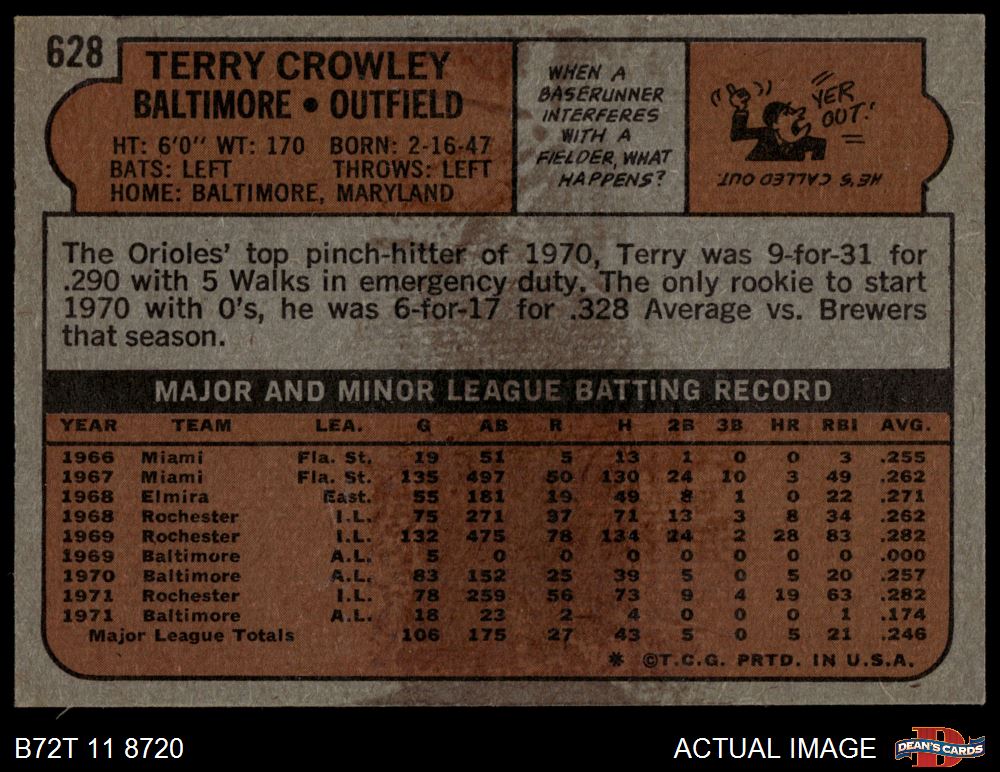 628
TERRY CROWLEY
BALTIMORE • OUTFIELD
HT: 6'0" WT: 170 BORN: 2-16-47
BATS: LEFT THROWS: LEFT
HOME: BALTIMORE, MARYLAND
WHEN A
BASERUNNER
INTERFERES
WITH A
FIELDER, WHAT
HAPPENS?
YER
OUT!
HE'S CALLED OUT.
The Orioles' top pinch-hitter of 1970, Terry was 9-for-31 for
.290 with 5 Walks in emergency duty. The only rookie to start
1970 with O's, he was 6-for-17 for .328 Average vs. Brewers
that season.
MAJOR AND MINOR LEAGUE BATTING RECORD
YEAR TEAM LEA. G AB R H 2B 3B HR RBI AVG.
1966 Miami Fla. St. 19 51 5 13 1 0 0 3 .255
1967 Miami Fla. St. 135 497 50 130 24 10 3 49 .262
1968 Elmira East. 55 181 19 49 8 1 0 22 .271
1968 Rochester I.L. 75 271 37 71 13 3 8 34 .262
1969 Rochester I.L. 132 475 78 134 24 2 28 83 .282
1969 Baltimore A.L. 5 0 0 0 0 0 0 0 .000
1970 Baltimore A.L. 83 152 25 39 5 0 5 20 .257
1971 Rochester I.L. 78 259 56 73 9 4 19 63 .282
1971 Baltimore A.L. 18 23 2 4 0 0 0 1 .174
Major League Totals 106 175 27 43 5 0 5 21 .246
* ©T.C.G. PRTD. IN U.S.A.
B72T 11 8720
ACTUAL IMAGE
DEAN'S CARDS